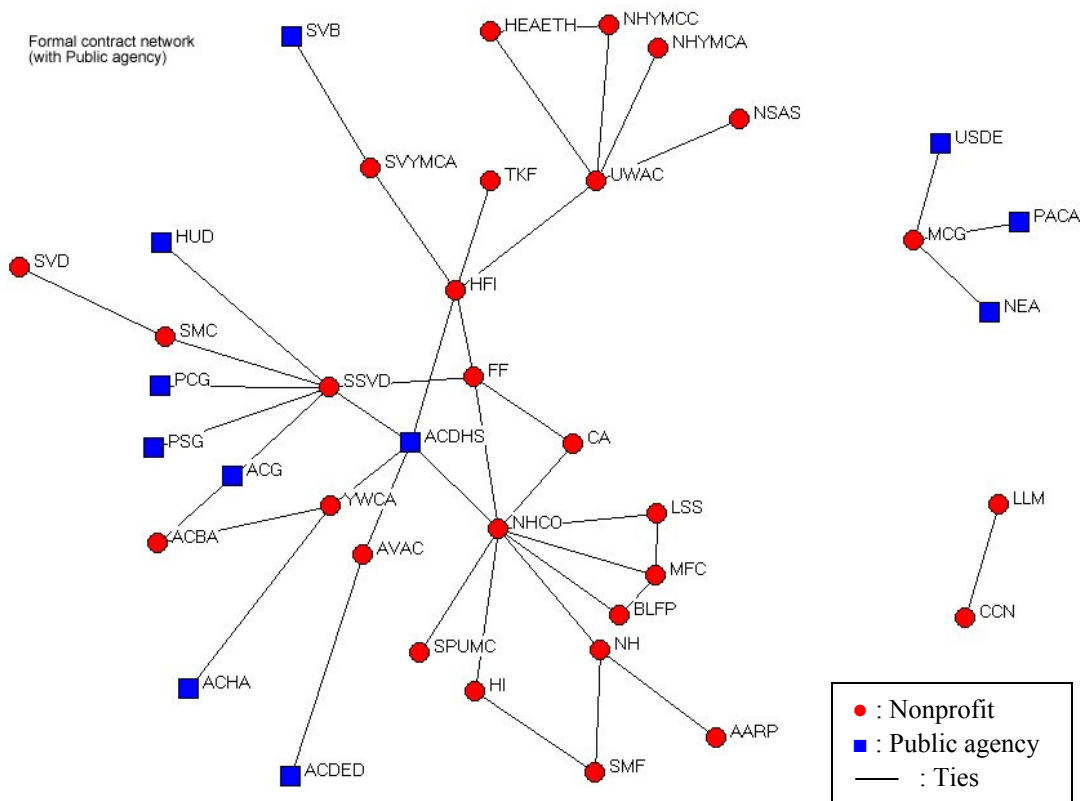 Formal contract network
(with Public agency)
SVB
HEAETH
NHYMCC
NHYMCA
NSAS
SVYMCA
TKF
UWAC
USDE
PACA
MCG
NEA
HUD
SVD
HFI
SMC
PCG
SSVD
FF
PSG
ACDHS
CA
ACG
YWCA
LSS
LLM
ACBA
AVAC
NHCO
MFC
BLFP
CCN
SPUMC
NH
ACHA
HI
AARP
ACDED
SMF
: Nonprofit
: Public agency
: Ties